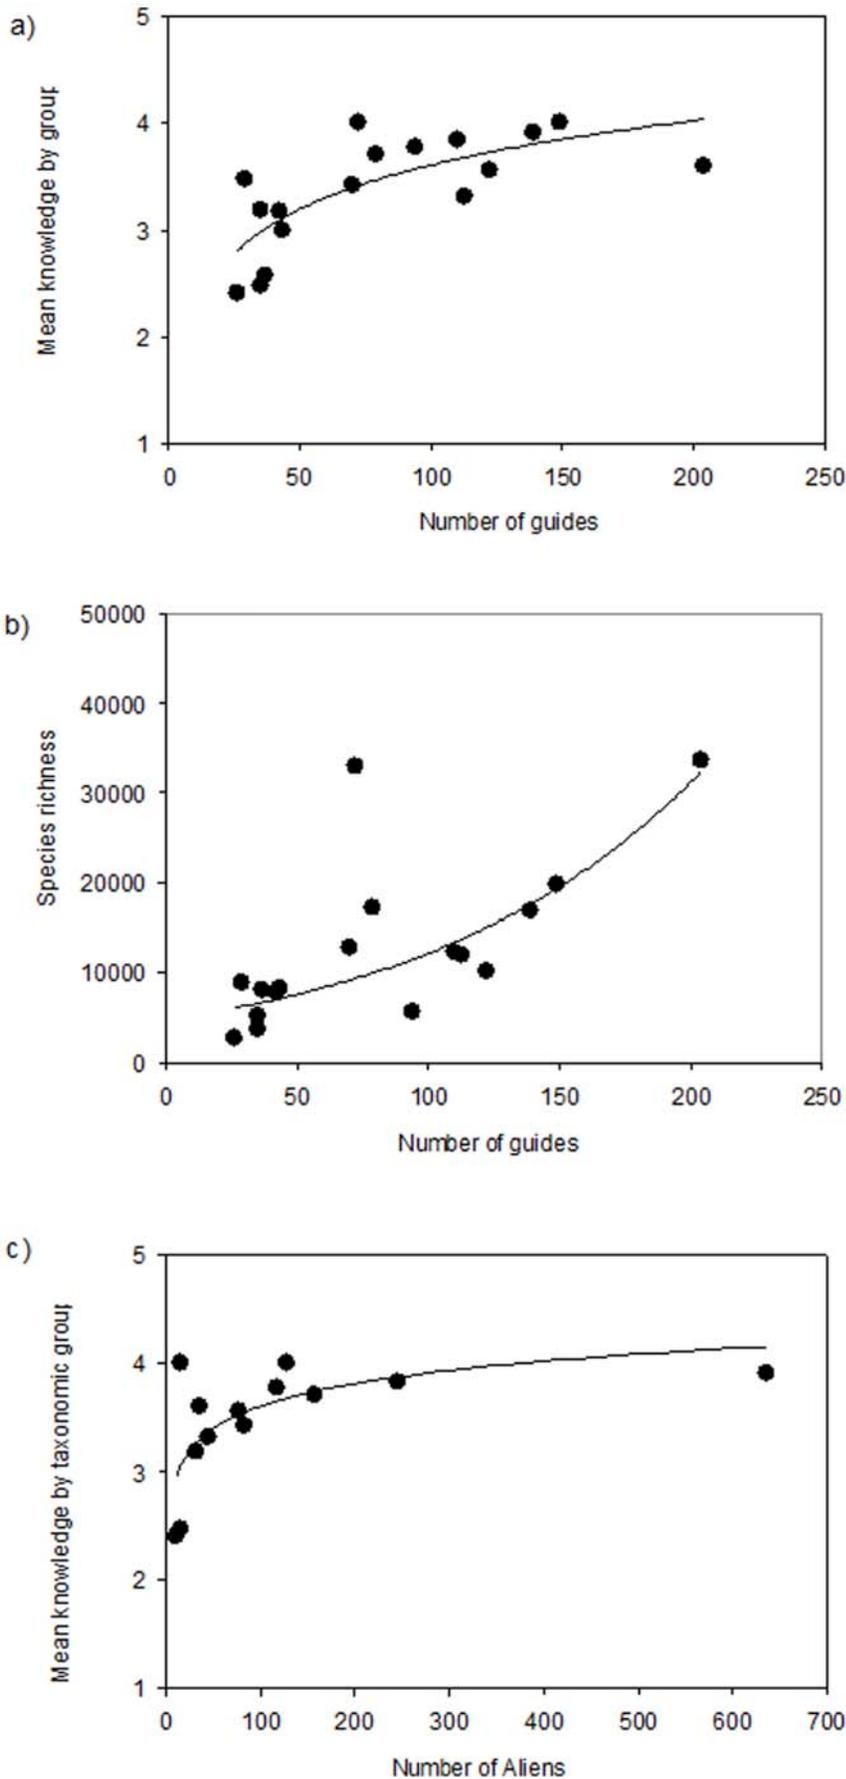 a)
Mean knowledge by group
5
4
3
2
1
0 50 100 150 200 250
Number of guides
b)
Species richness
50000
40000
30000
20000
10000
0
0 50 100 150 200 250
Number of guides
c)
Mean knowledge by taxonomic group
5
4
3
2
1
0 100 200 300 400 500 600 700
Number of Aliens